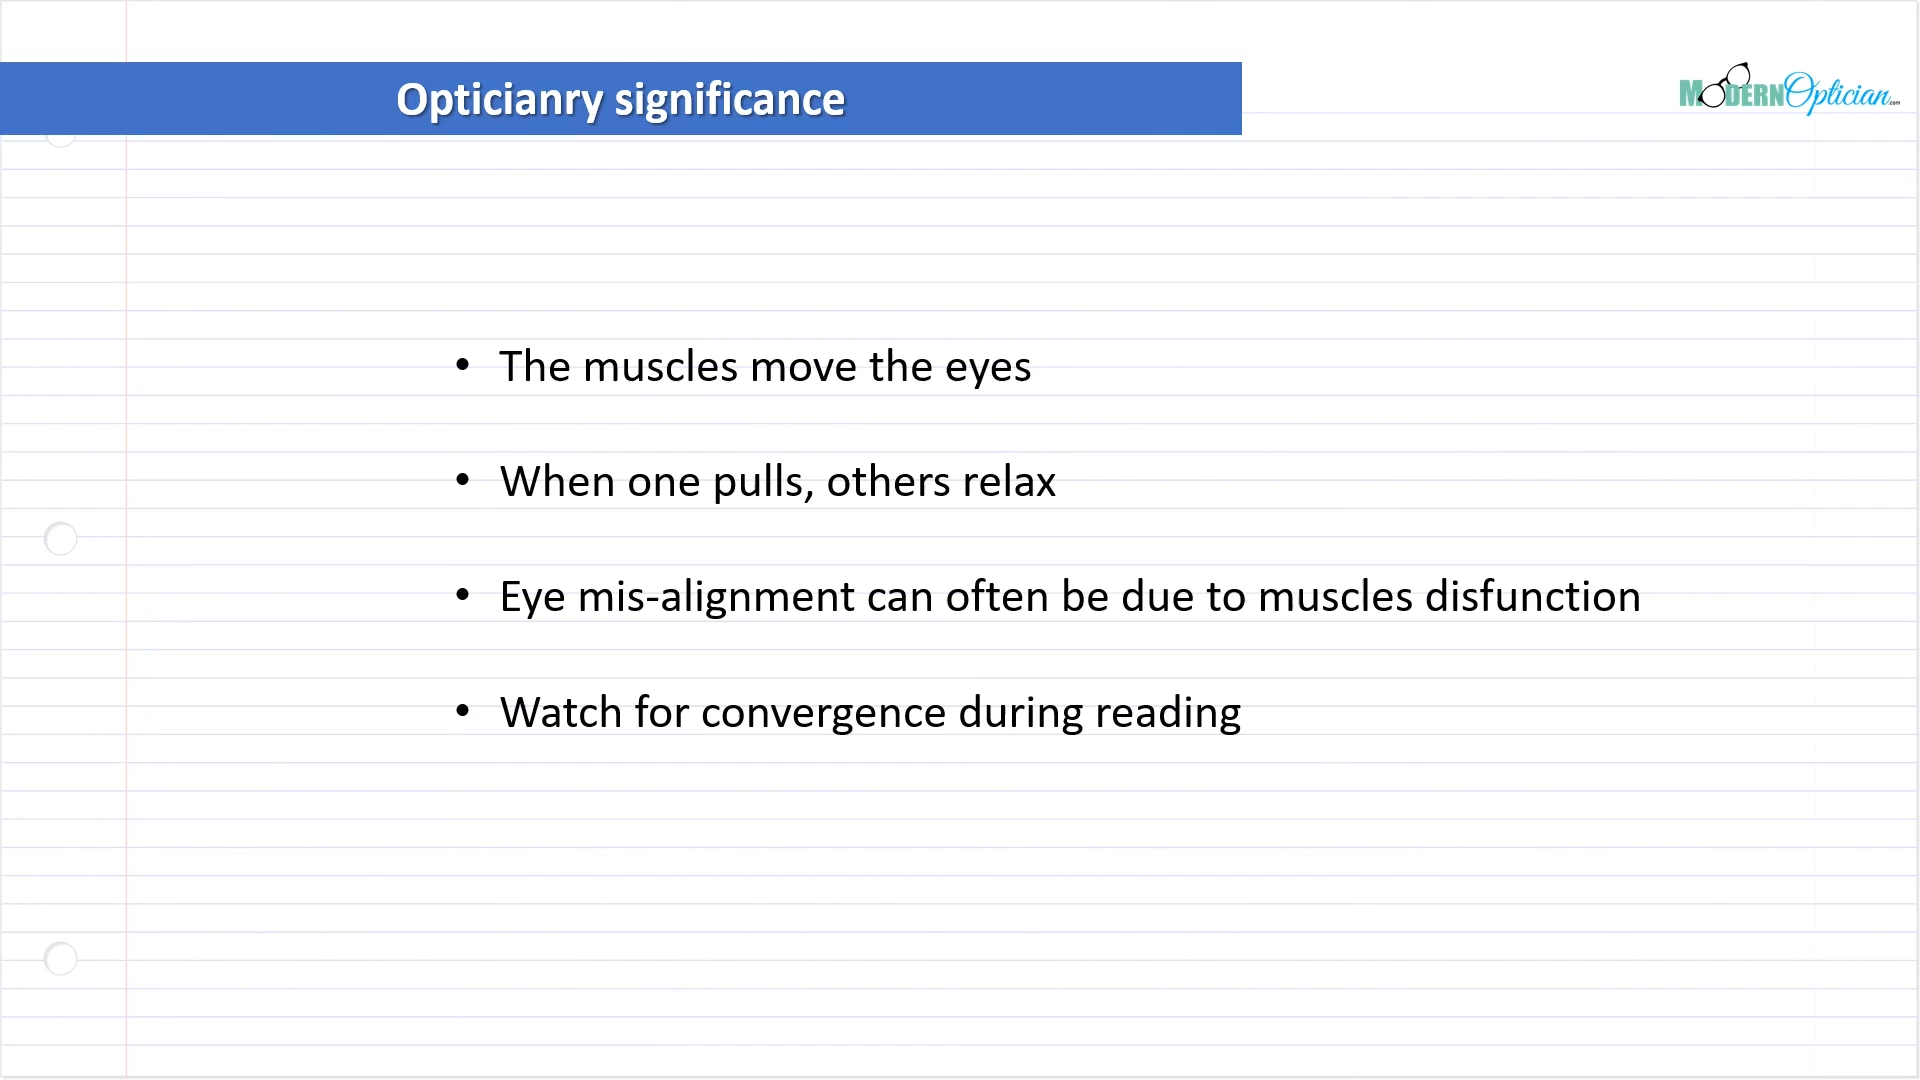 Opticianry significance
MODERNOptician.com
• The muscles move the eyes
• When one pulls, others relax
• Eye mis-alignment can often be due to muscles disfunction
• Watch for convergence during reading